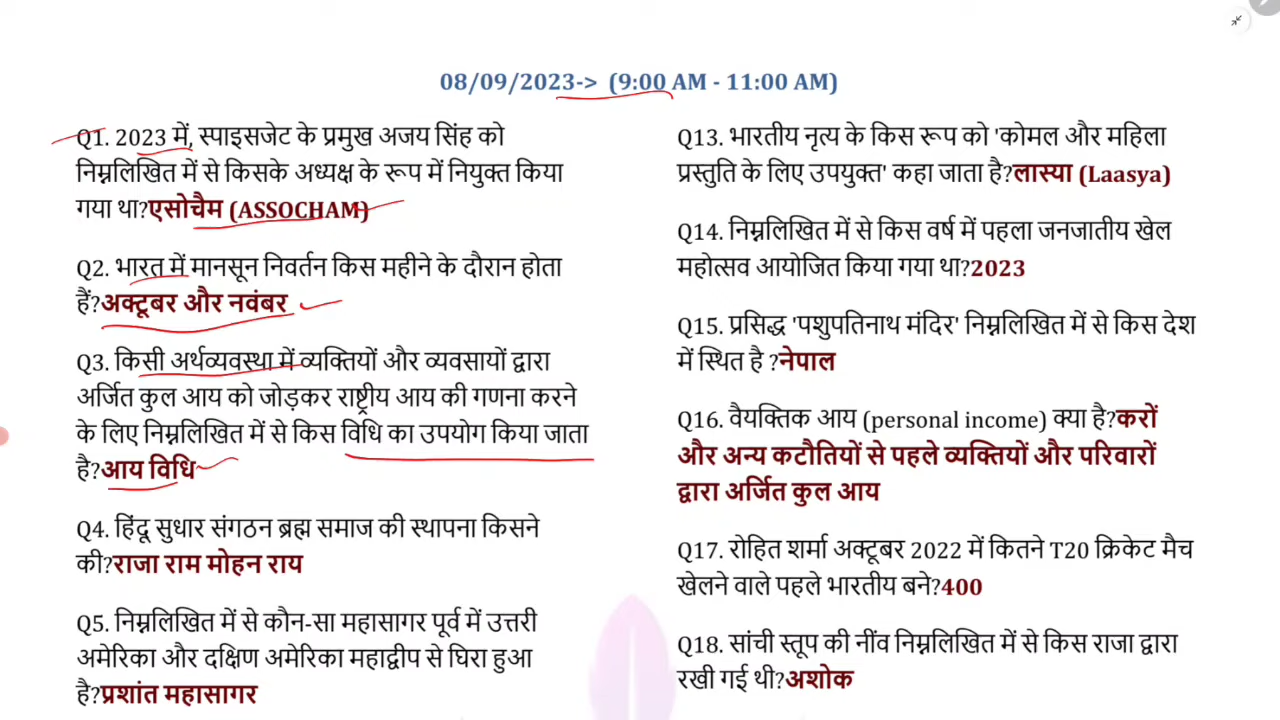 08/09/2023-> (9:00 AM - 11:00 AM)
Q1. 2023 में, स्पाइसजेट के प्रमुख अजय सिंह को
निम्नलिखित में से किसके अध्यक्ष के रूप में नियुक्त किया
गया था?एसोचैम (ASSOCHAM)
Q2. भारत में मानसून निवर्तन किस महीने के दौरान होता
हैं?अक्टूबर और नवंबर
Q3. किसी अर्थव्यवस्था में व्यक्तियों और व्यवसायों द्वारा
अर्जित कुल आय को जोड़कर राष्ट्रीय आय की गणना करने
के लिए निम्नलिखित में से किस विधि का उपयोग किया जाता
है?आय विधि
Q4. हिंदू सुधार संगठन ब्रह्म समाज की स्थापना किसने
की?राजा राम मोहन राय
Q5. निम्नलिखित में से कौन-सा महासागर पूर्व में उत्तरी
अमेरिका और दक्षिण अमेरिका महाद्वीप से घिरा हुआ
है?प्रशांत महासागर
Q13. भारतीय नृत्य के किस रूप को 'कोमल और महिला
प्रस्तुति के लिए उपयुक्त' कहा जाता है?लास्या (Laasya)
Q14. निम्नलिखित में से किस वर्ष में पहला जनजातीय खेल
महोत्सव आयोजित किया गया था?2023
Q15. प्रसिद्ध 'पशुपतिनाथ मंदिर' निम्नलिखित में से किस देश
में स्थित है ?नेपाल
Q16. वैयक्तिक आय (personal income) क्या है?करों
और अन्य कटौतियों से पहले व्यक्तियों और परिवारों
द्वारा अर्जित कुल आय
Q17. रोहित शर्मा अक्टूबर 2022 में कितने T20 क्रिकेट मैच
खेलने वाले पहले भारतीय बने?400
Q18. सांची स्तूप की नींव निम्नलिखित में से किस राजा द्वारा
रखी गई थी?अशोक